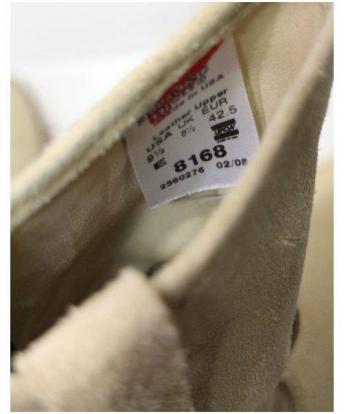 Made in USA
Leather Upper
USA UK EUR
9½ 8½ 42.5
E 8168
2560276 02/08